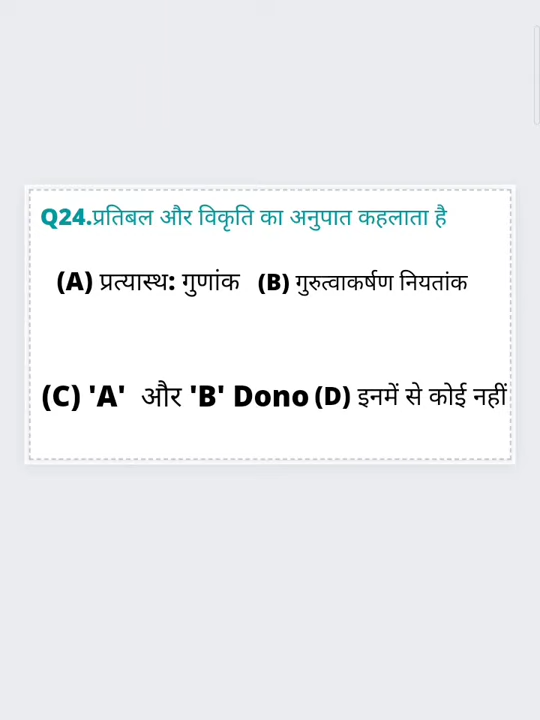 Q24.प्रतिबल और विकृति का अनुपात कहलाता है
(A) प्रत्यास्थ: गुणांक (B) गुरुत्वाकर्षण नियतांक
(C) 'A' और 'B' Dono (D) इनमें से कोई नहीं